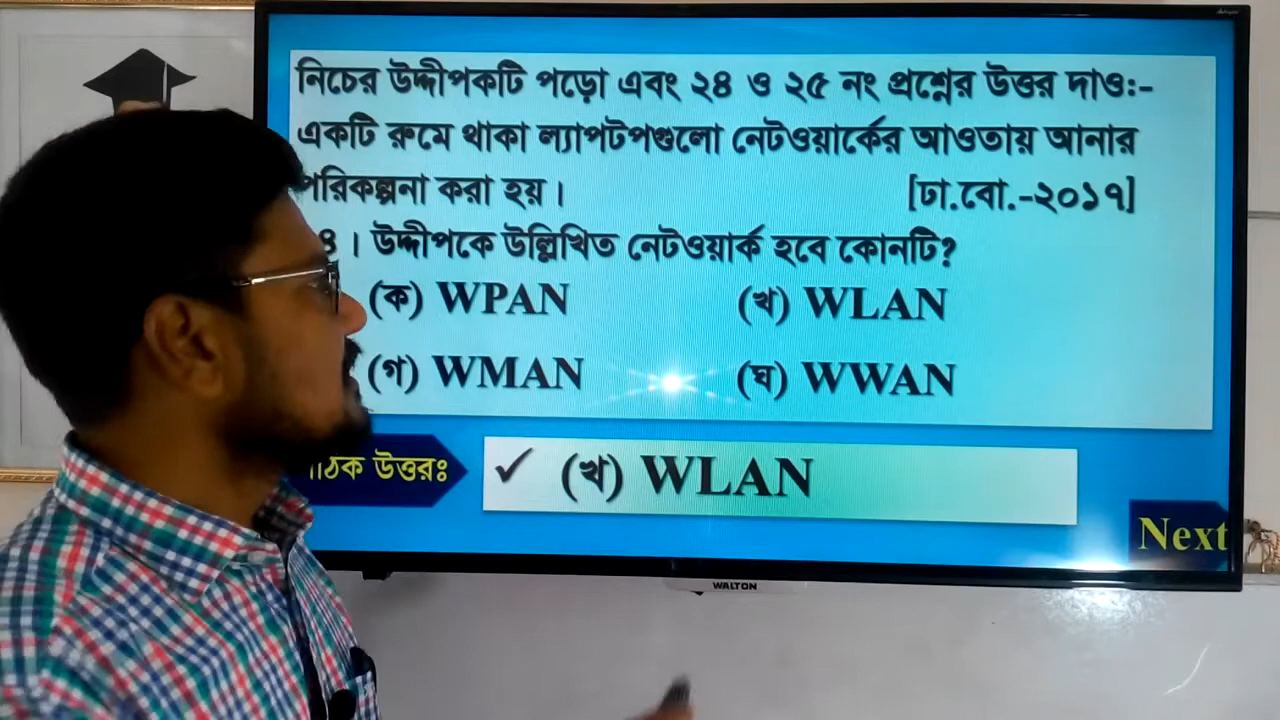 নিচের উদ্দীপকটি পড়ো এবং ২৪ ও ২৫ নং প্রশ্নের উত্তর দাও:-
একটি রুমে থাকা ল্যাপটপগুলো নেটওয়ার্কের আওতায় আনার
পরিকল্পনা করা হয়। [ঢা.বো.-২০১৭]
৪। উদ্দীপকে উল্লিখিত নেটওয়ার্ক হবে কোনটি?
(ক) WPAN (খ) WLAN
(গ) WMAN (ঘ) WWAN
উত্তরঃ ✓ (খ) WLAN
Next
WALTON